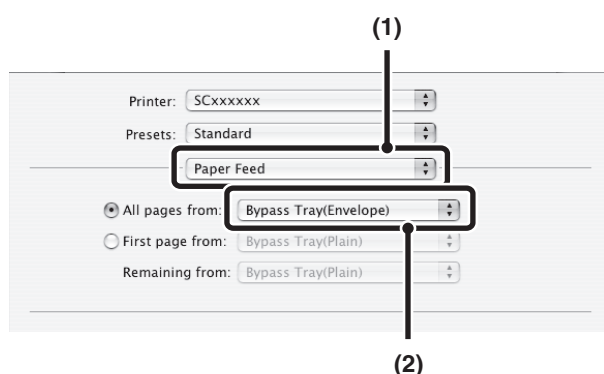 (1)
Printer: SCxxxxxx
Presets: Standard
Paper Feed
All pages from: Bypass Tray(Envelope)
First page from: Bypass Tray(Plain)
Remaining from: Bypass Tray(Plain)
(2)